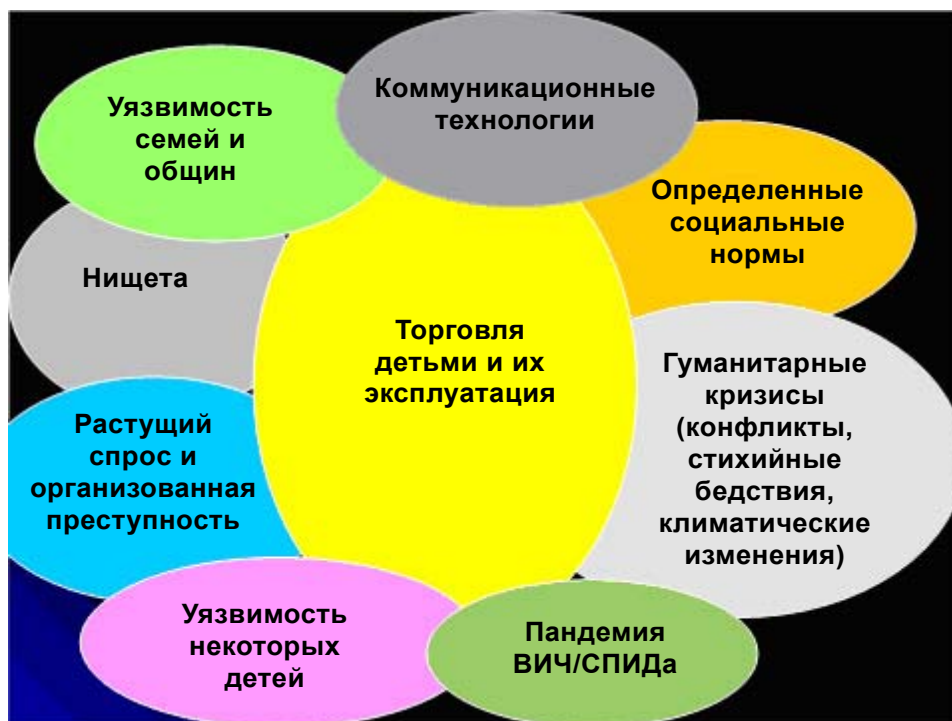 Уязвимость
семей и
общин
Коммуникационные
технологии
Определенные
социальные
нормы
Нищета
Торговля
детьми и их
эксплуатация
Гуманитарные
кризисы
(конфликты,
стихийные
бедствия,
климатические
изменения)
Растущий
спрос и
организованная
преступность
Уязвимость
некоторых
детей
Пандемия
ВИЧ/СПИДа